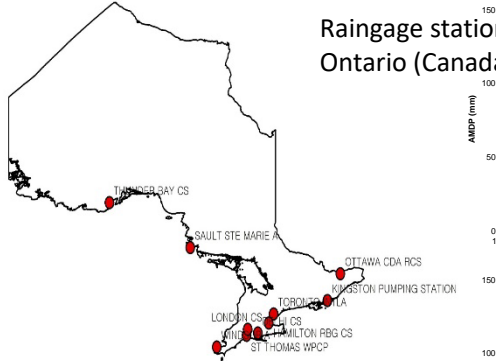 Raingage station
Ontario (Canada
150
100
AMDP (mm)
50
0
1
150
100
THUNDER BAY CS
SAULT STE MARIE A
OTTAWA CDA RCS
KINGSTON PUMPING STATION
TORONTO
LONDON CS
CS
HAMILTON RBG CS
ST THOMAS WPCP